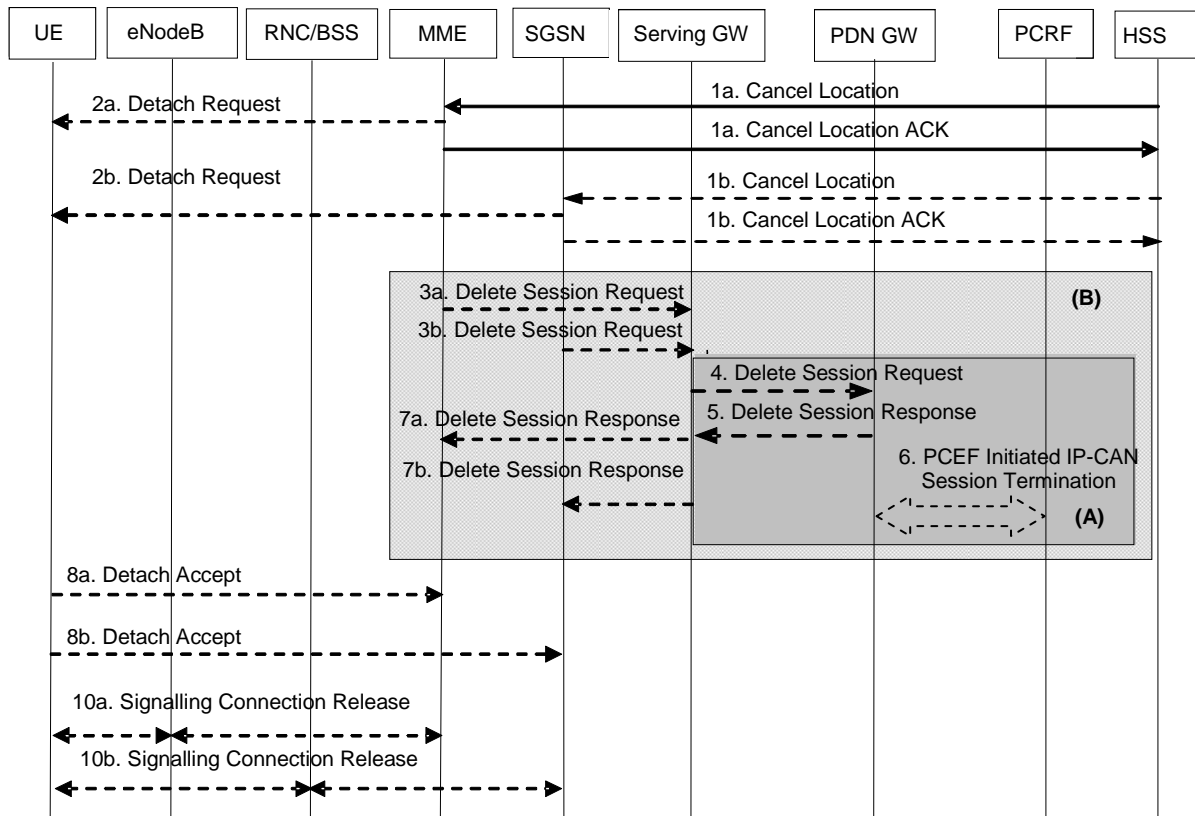 UE eNodeB RNC/BSS MME SGSN Serving GW PDN GW PCRF HSS
1a. Cancel Location
2a. Detach Request
1a. Cancel Location ACK
2b. Detach Request
1b. Cancel Location
1b. Cancel Location ACK
3a. Delete Session Request
(B)
3b. Delete Session Request
4. Delete Session Request
7a. Delete Session Response
5. Delete Session Response
6. PCEF Initiated IP-CAN
Session Termination
7b. Delete Session Response
(A)
8a. Detach Accept
8b. Detach Accept
10a. Signalling Connection Release
10b. Signalling Connection Release